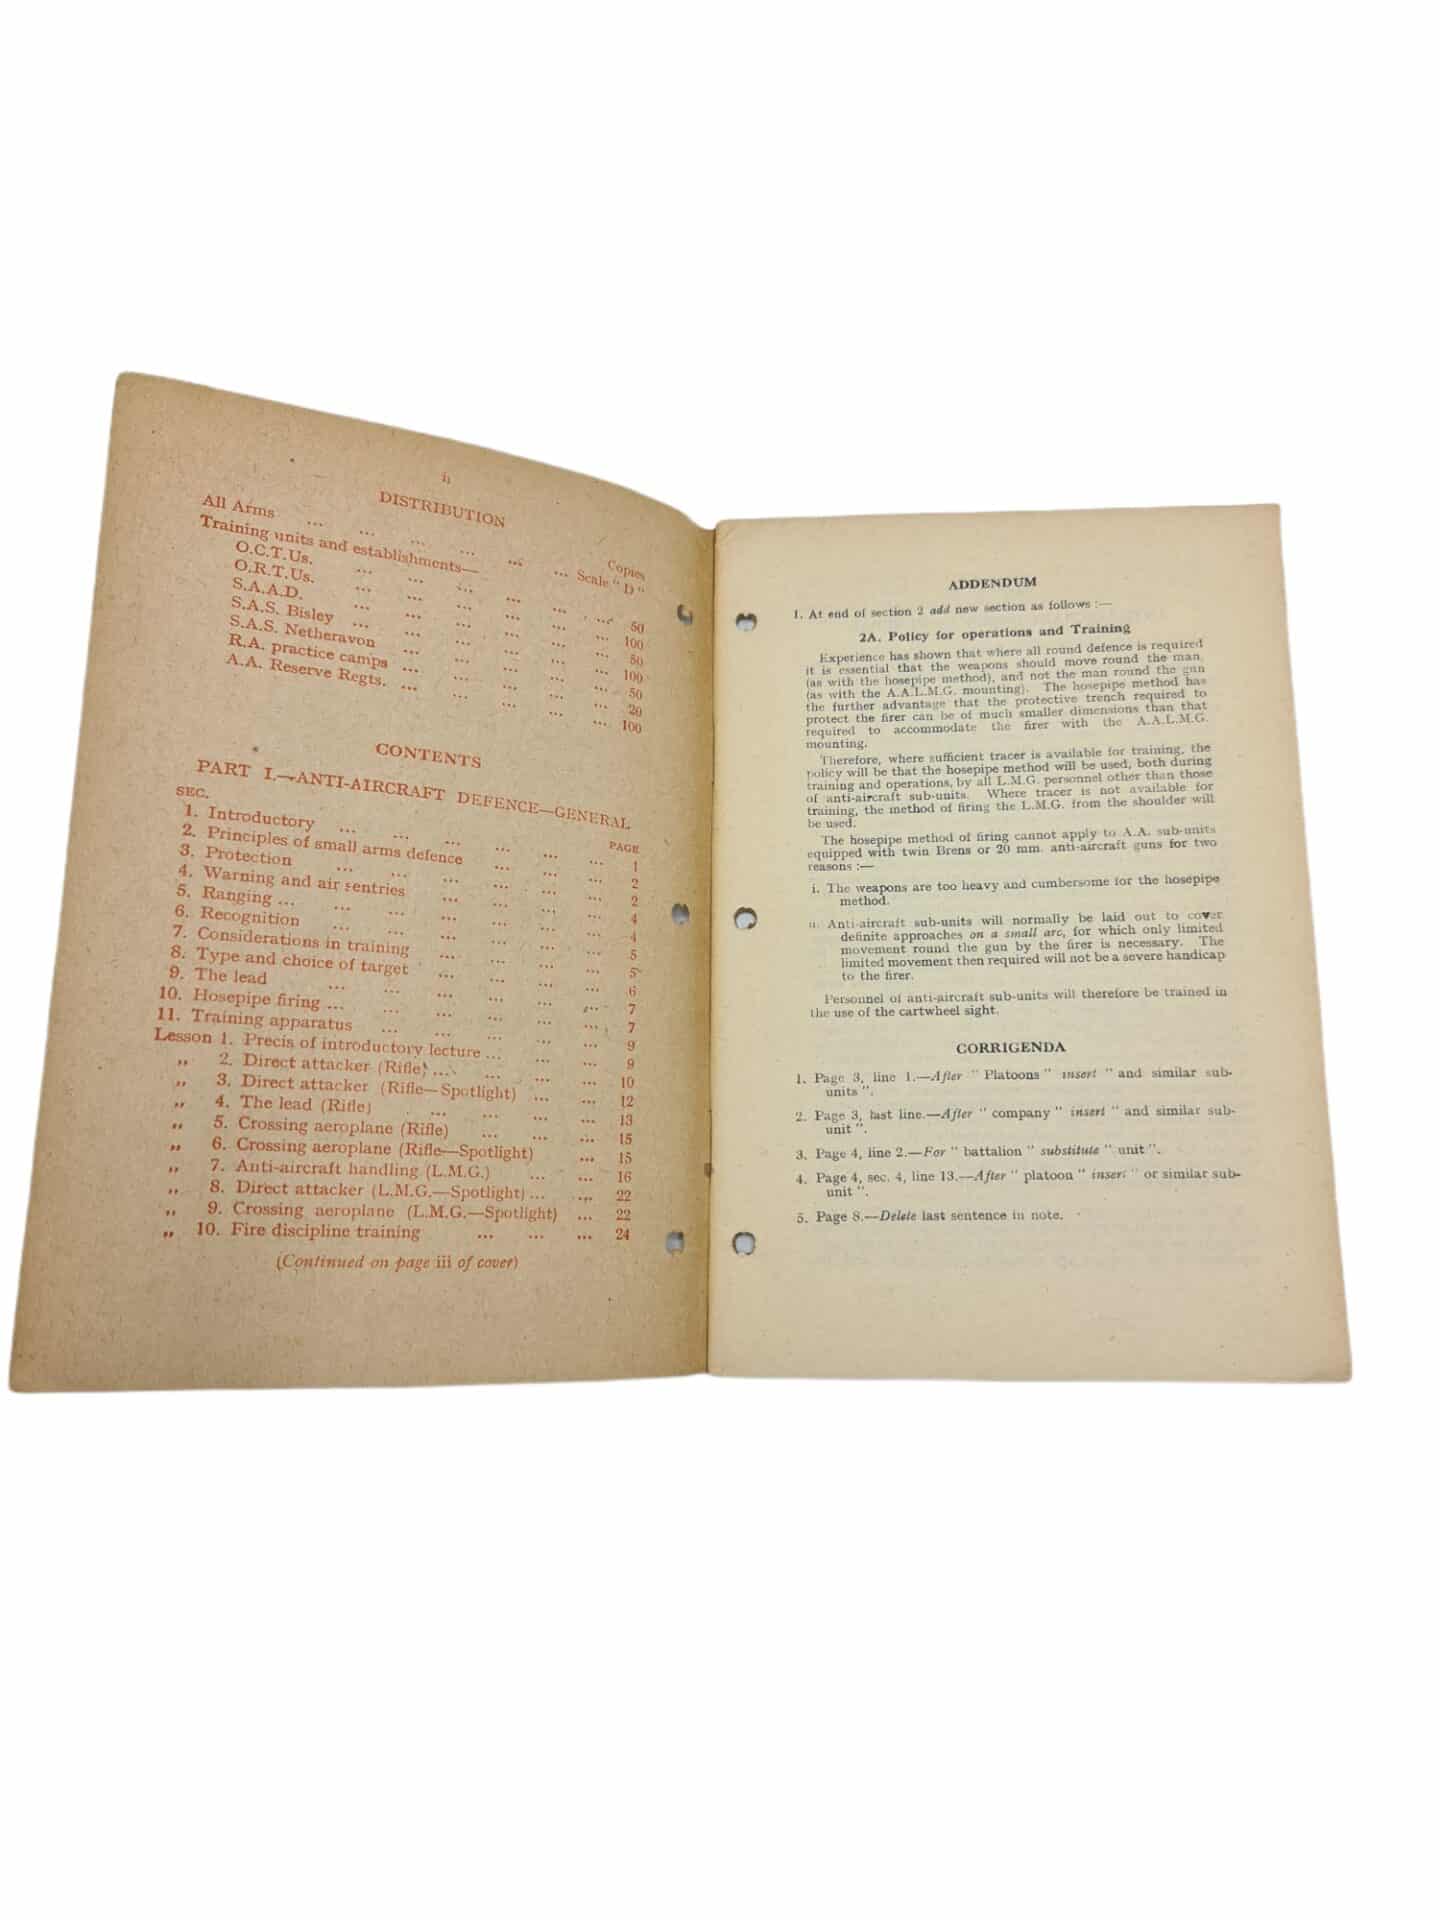 ii
DISTRIBUTION
Copies
All Arms ... ... ... ... ... ... Scale "D"
Training units and establishments—
O.C.T.Us. ... ... ... ... ... ... 50
O.R.T.Us. ... ... ... ... ... ... 100
S.A.A.D. ... ... ... ... ... ... 50
S.A.S. Bisley ... ... ... ... ... ... 100
S.A.S. Netheravon ... ... ... ... ... 50
R.A. practice camps ... ... ... ... ... 20
A.A. Reserve Regts. ... ... ... ... ... 100
CONTENTS
PART I.—ANTI-AIRCRAFT DEFENCE—GENERAL
SEC. PAGE
1. Introductory ... ... ... ... ... ... 1
2. Principles of small arms defence ... ... ... 2
3. Protection ... ... ... ... ... ... 2
4. Warning and air sentries ... ... ... ... 4
5. Ranging ... ... ... ... ... ... 4
6. Recognition ... ... ... ... ... ... 5
7. Considerations in training ... ... ... ... 5
8. Type and choice of target ... ... ... ... 6
9. The lead ... ... ... ... ... ... 7
10. Hosepipe firing ... ... ... ... ... ... 7
11. Training apparatus ... ... ... ... ... 9
Lesson 1. Precis of introductory lecture ... ... ... 9
„ 2. Direct attacker (Rifle) ... ... ... ... 10
„ 3. Direct attacker (Rifle—Spotlight) ... ... 12
„ 4. The lead (Rifle) ... ... ... ... 13
„ 5. Crossing aeroplane (Rifle) ... ... ... 15
„ 6. Crossing aeroplane (Rifle—Spotlight) ... 15
„ 7. Anti-aircraft handling (L.M.G.) ... ... 16
„ 8. Direct attacker (L.M.G.—Spotlight) ... ... 22
„ 9. Crossing aeroplane (L.M.G.—Spotlight) ... 22
„ 10. Fire discipline training ... ... ... 24
(Continued on page iii of cover)
ADDENDUM
1. At end of section 2 add new section as follows :—
2A. Policy for operations and Training
Experience has shown that where all round defence is required
it is essential that the weapons should move round the man,
(as with the hosepipe method), and not the man round the gun
(as with the A.A.L.M.G. mounting). The hosepipe method has
the further advantage that the protective trench required to
protect the firer can be of much smaller dimensions than that
required to accommodate the firer with the A.A.L.M.G.
mounting.
Therefore, where sufficient tracer is available for training, the
policy will be that the hosepipe method will be used, both during
training and operations, by all L.M.G. personnel other than those
of anti-aircraft sub-units. Where tracer is not available for
training, the method of firing the L.M.G. from the shoulder will
be used.
The hosepipe method of firing cannot apply to A.A. sub-units
equipped with twin Brens or 20 mm. anti-aircraft guns for two
reasons :—
i. The weapons are too heavy and cumbersome for the hosepipe
method.
ii. Anti-aircraft sub-units will normally be laid out to cover
definite approaches on a small arc, for which only limited
movement round the gun by the firer is necessary. The
limited movement then required will not be a severe handicap
to the firer.
Personnel of anti-aircraft sub-units will therefore be trained in
the use of the cartwheel sight.
CORRIGENDA
1. Page 3, line 1.—After " Platoons " insert " and similar sub-
units ".
2. Page 3, last line.—After " company " insert " and similar sub-
unit ".
3. Page 4, line 2.—For " battalion " substitute " unit ".
4. Page 4, sec. 4, line 13.—After " platoon " insert " or similar sub-
unit ".
5. Page 8.—Delete last sentence in note.